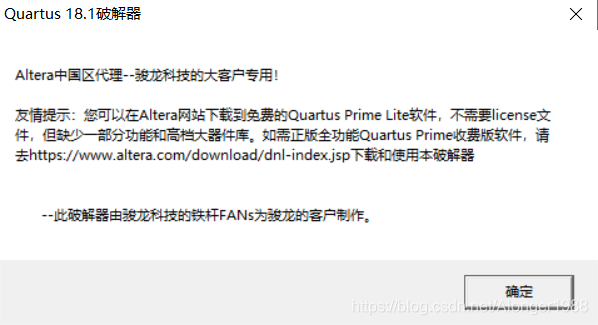 Quartus 18.1破解器
Altera中国区代理--骏龙科技的大客户专用！
友情提示：您可以在Altera网站下载到免费的Quartus Prime Lite软件，不需要license文
件，但缺少一部分功能和高档大器件库。如需正版全功能Quartus Prime收费版软件，请
去https://www.altera.com/download/dnl-index.jsp下载和使用本破解器
--此破解器由骏龙科技的铁杆FANs为骏龙的客户制作。
确定
https://blog.csdn.net/Alonger1988